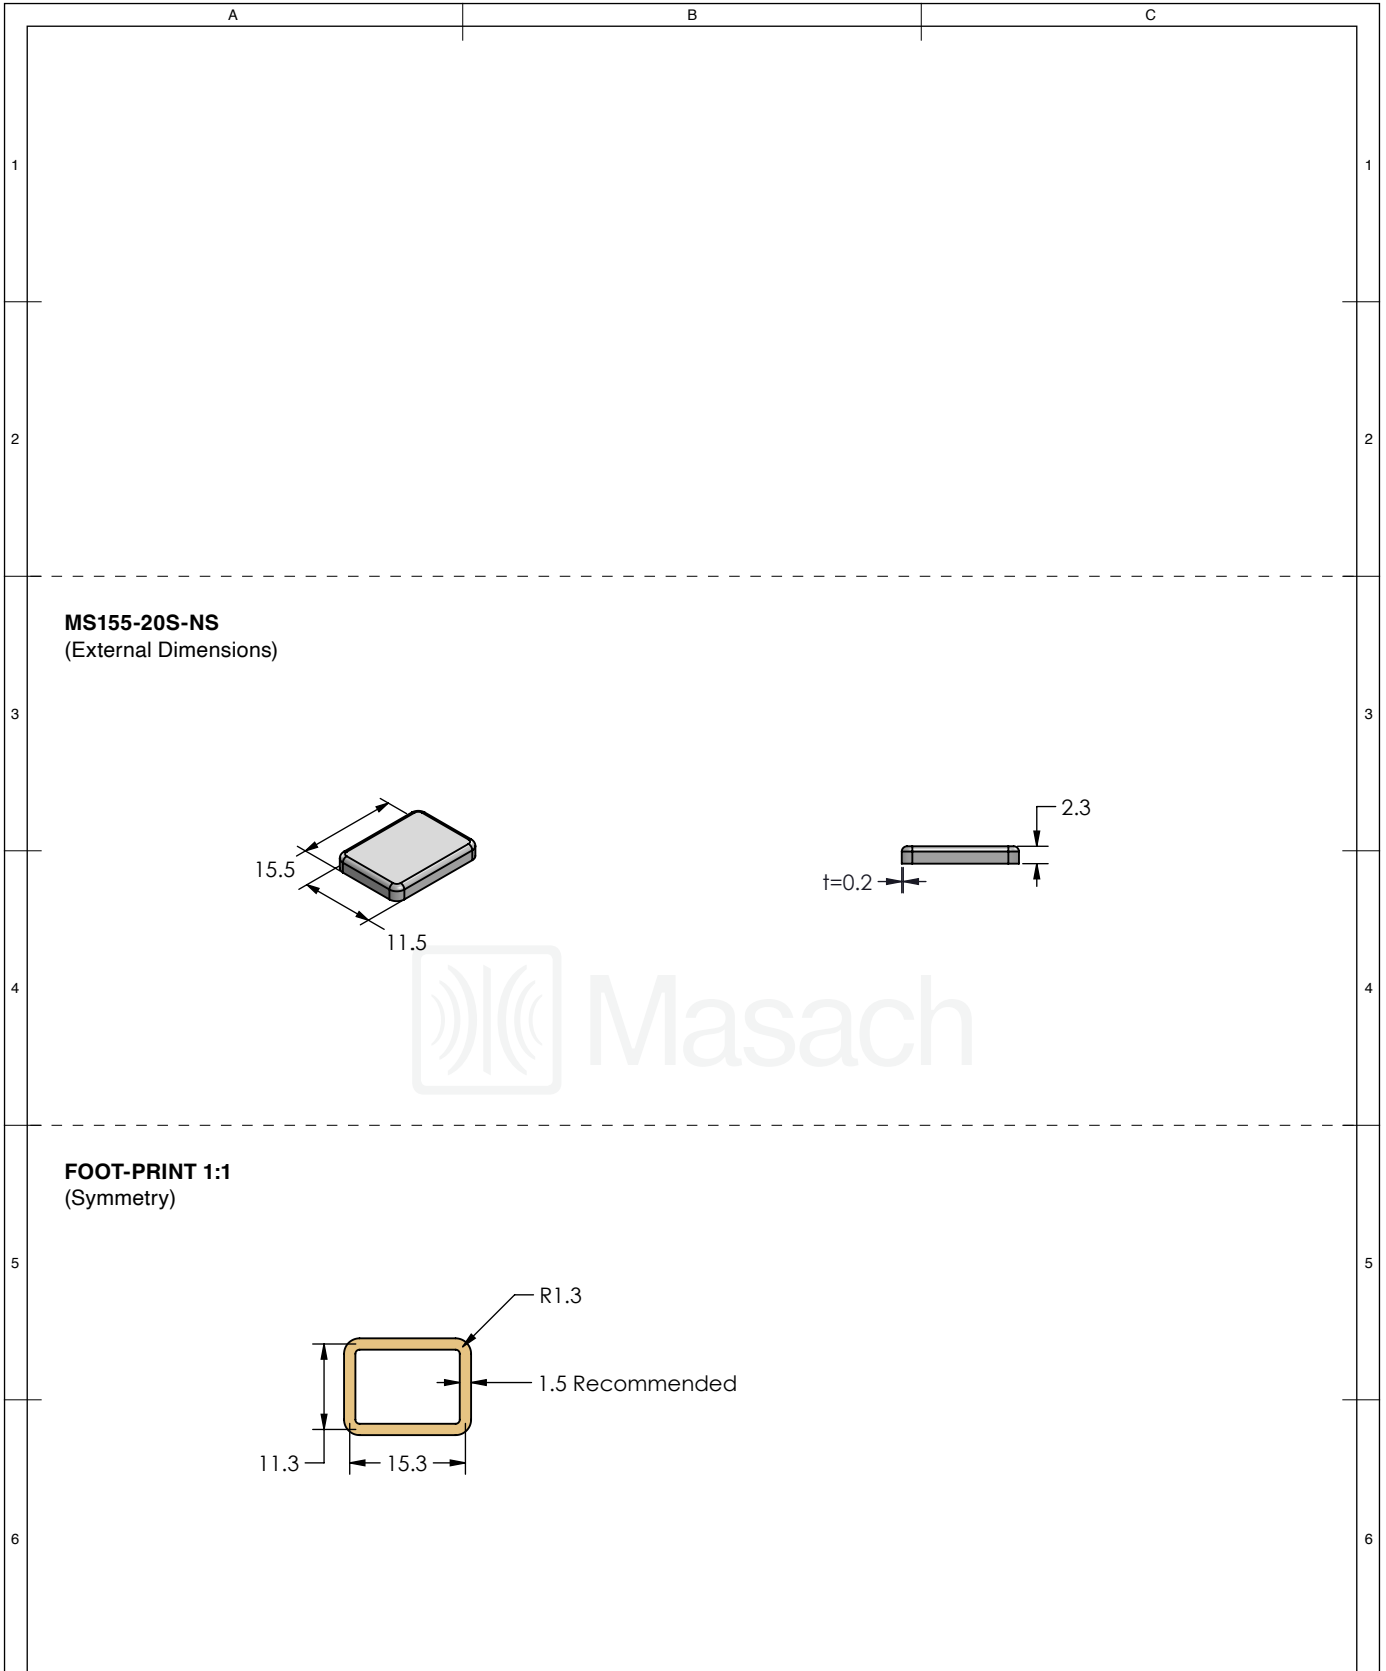 A B C
1 1
2 2
MS155-20S-NS
(External Dimensions)
3 3
2.3
15.5
t=0.2
11.5
Masach
4 4
FOOT-PRINT 1:1
(Symmetry)
5 5
R1.3
1.5 Recommended
11.3 15.3
6 6